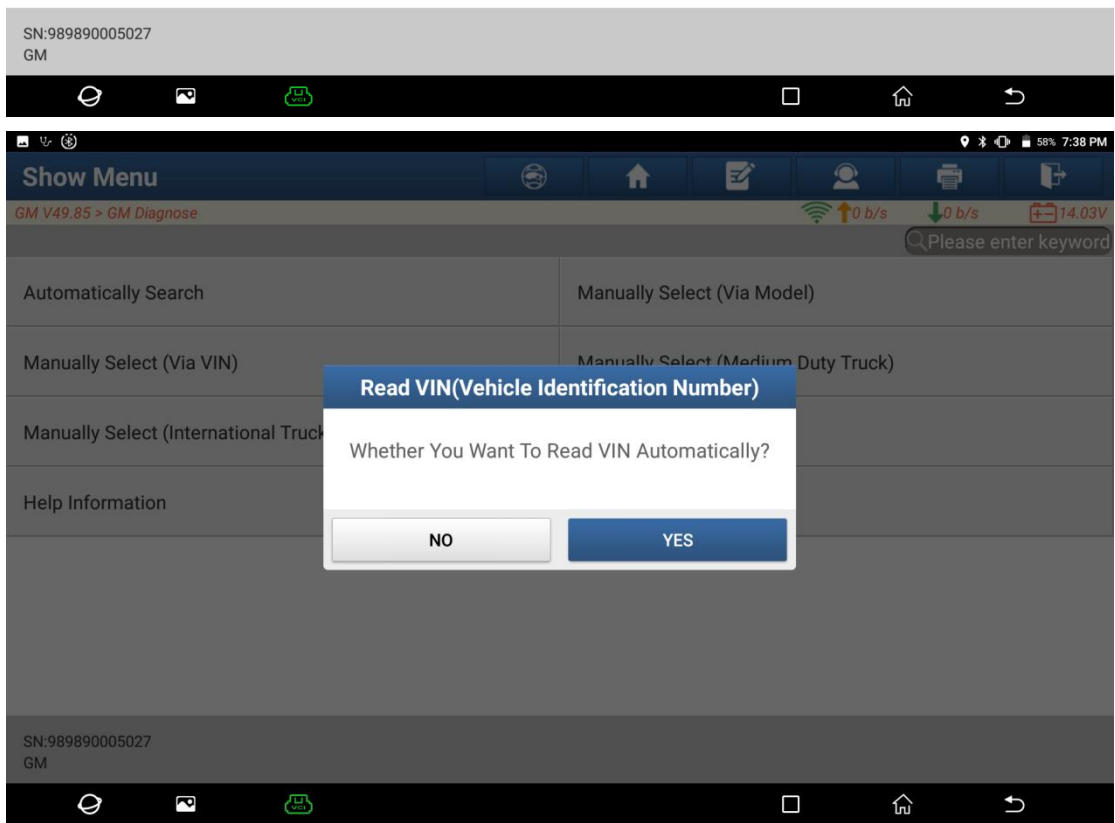 SN:989890005027
GM
VCI
58% 7:38 PM
Show Menu
GM V49.85 > GM Diagnose
0 b/s 0 b/s 14.03V
Please enter keyword
Automatically Search Manually Select (Via Model)
Manually Select (Via VIN) Manually Select (Medium Duty Truck)
Read VIN(Vehicle Identification Number)
Manually Select (International Truck
Whether You Want To Read VIN Automatically?
Help Information
NO YES
SN:989890005027
GM
VCI